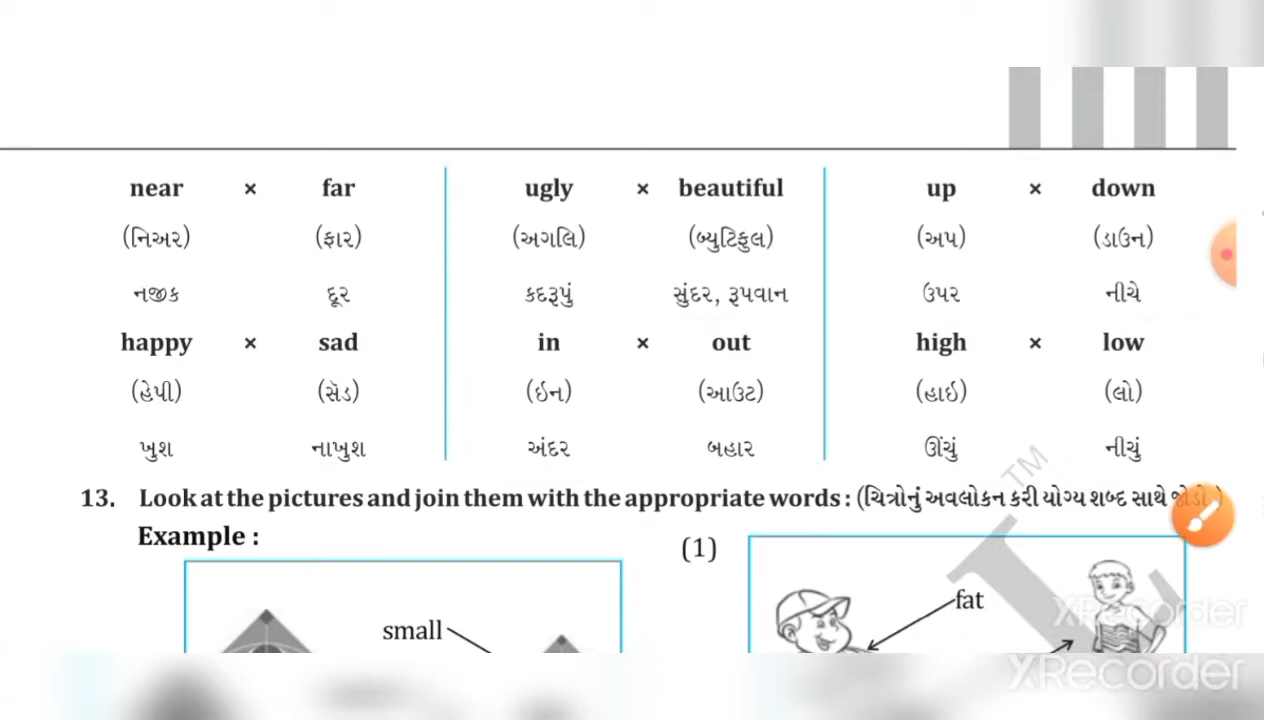 near × far ugly × beautiful up × down
(નિઅર) (ફાર) (અગલિ) (બ્યુટિફુલ) (અપ) (ડાઉન)
નજીક દૂર કદરૂપું સુંદર, રૂપવાન ઉપર નીચે
happy × sad in × out high × low
(હેપી) (સૅડ) (ઇન) (આઉટ) (હાઇ) (લો)
ખુશ નાખુશ અંદર બહાર ઊંચું નીચું
13. Look at the pictures and join them with the appropriate words : (ચિત્રોનું અવલોકન કરી યોગ્ય શબ્દ સાથે જોડો )
Example :
(1)
small
fat
TM
XRecorder
XRecorder